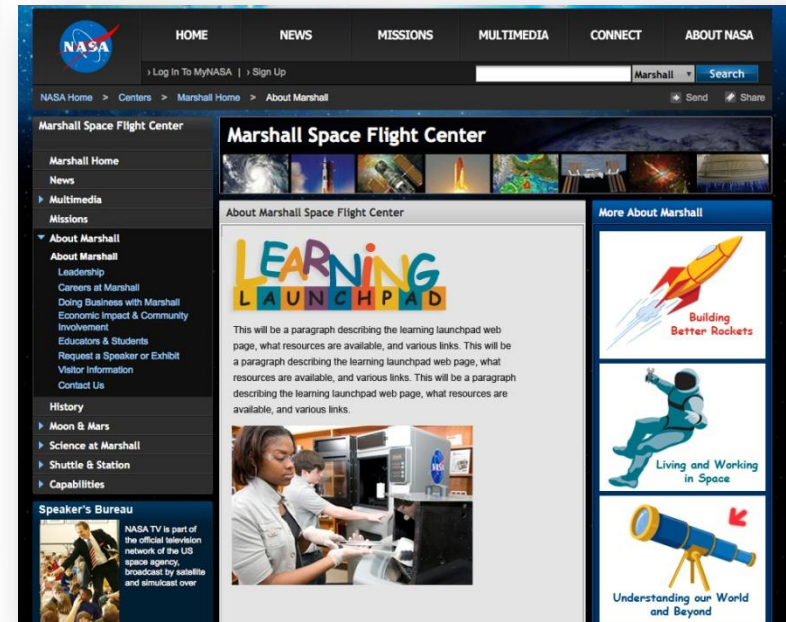 NASA
HOME
NEWS
MISSIONS
MULTIMEDIA
CONNECT
ABOUT NASA
› Log In To MyNASA | › Sign Up
Marshall
Search
NASA Home > Centers > Marshall Home > About Marshall
Send
Share
Marshall Space Flight Center
Marshall Home
News
Multimedia
Missions
About Marshall
About Marshall
Leadership
Careers at Marshall
Doing Business with Marshall
Economic Impact & Community
Involvement
Educators & Students
Request a Speaker or Exhibit
Visitor Information
Contact Us
History
Moon & Mars
Science at Marshall
Shuttle & Station
Capabilities
Speaker's Bureau
NASA TV is part of
the official television
network of the US
space agency,
broadcast by satellite
and simulcast over
Marshall Space Flight Center
About Marshall Space Flight Center
LEARNING
LAUNCHPAD
This will be a paragraph describing the learning launchpad web
page, what resources are available, and various links. This will be
a paragraph describing the learning launchpad web page, what
resources are available, and various links. This will be a paragraph
describing the learning launchpad web page, what resources are
available, and various links.
NASA
More About Marshall
Building
Better Rockets
Living and Working
in Space
Understanding our World
and Beyond